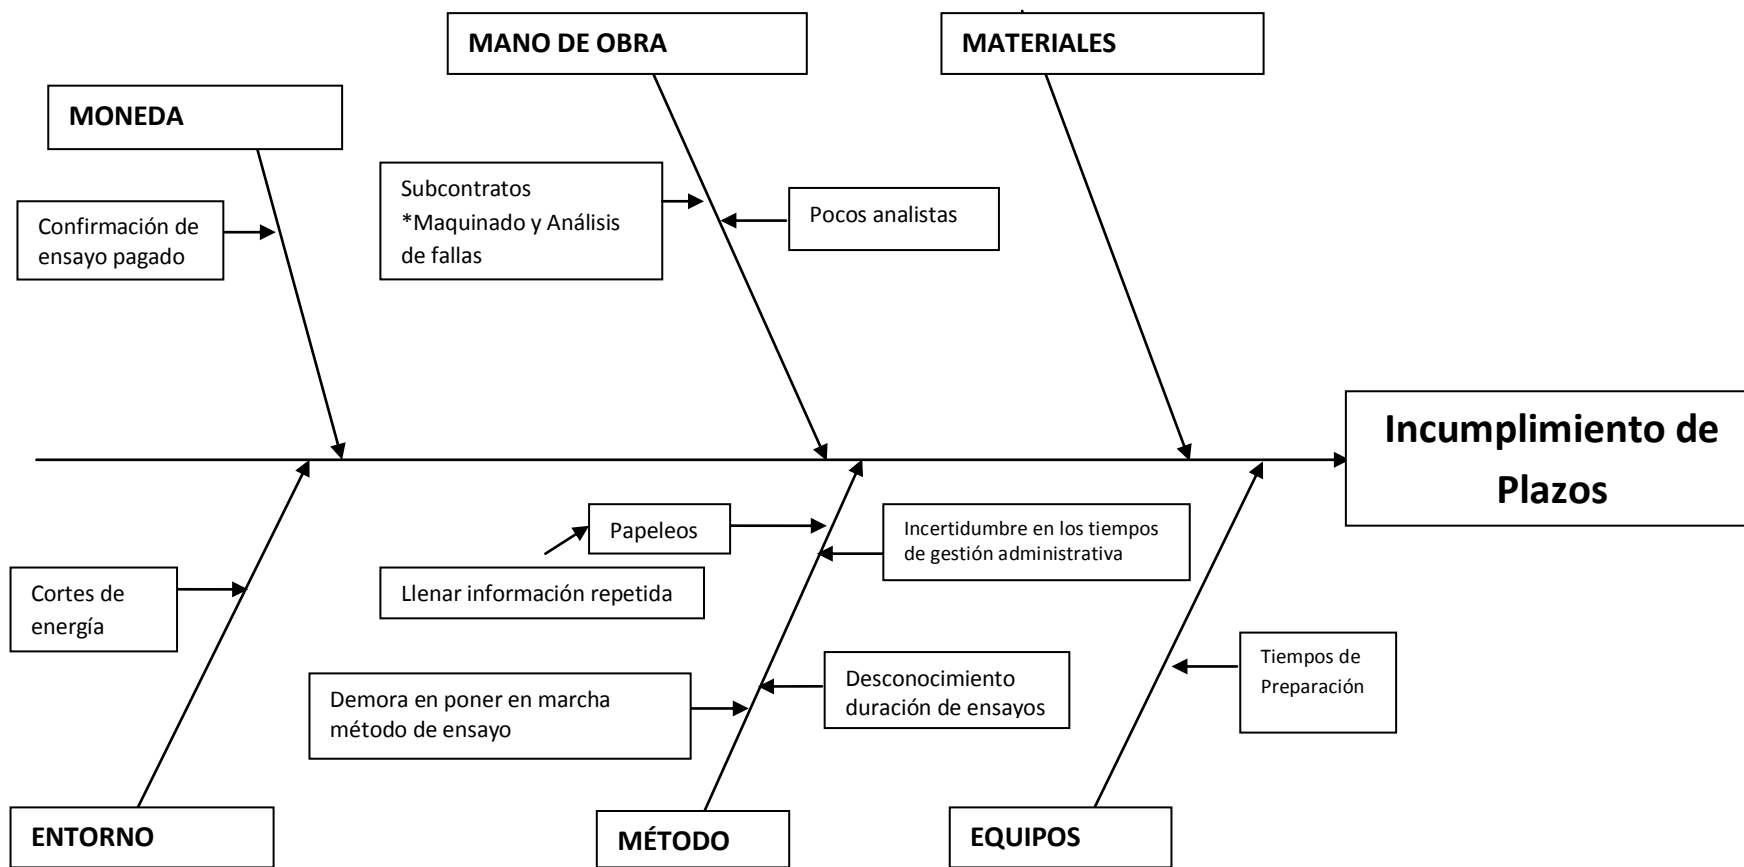 MANO DE OBRA
MATERIALES
MONEDA
Subcontratos
*Maquinado y Análisis
de fallas
Pocos analistas
Confirmación de
ensayo pagado
Incumplimiento de
Plazos
Papeleos
Incertidumbre en los tiempos
de gestión administrativa
Llenar información repetida
Cortes de
energía
Tiempos de
Preparación
Desconocimiento
duración de ensayos
Demora en poner en marcha
método de ensayo
ENTORNO
MÉTODO
EQUIPOS